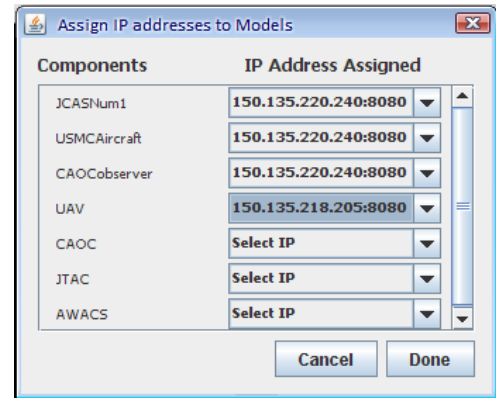 Assign IP addresses to Models
Components IP Address Assigned
JCASNum1 150.135.220.240:8080
USMCAircraft 150.135.220.240:8080
CAOCobserver 150.135.220.240:8080
UAV 150.135.218.205:8080
CAOC Select IP
JTAC Select IP
AWACS Select IP
Cancel Done